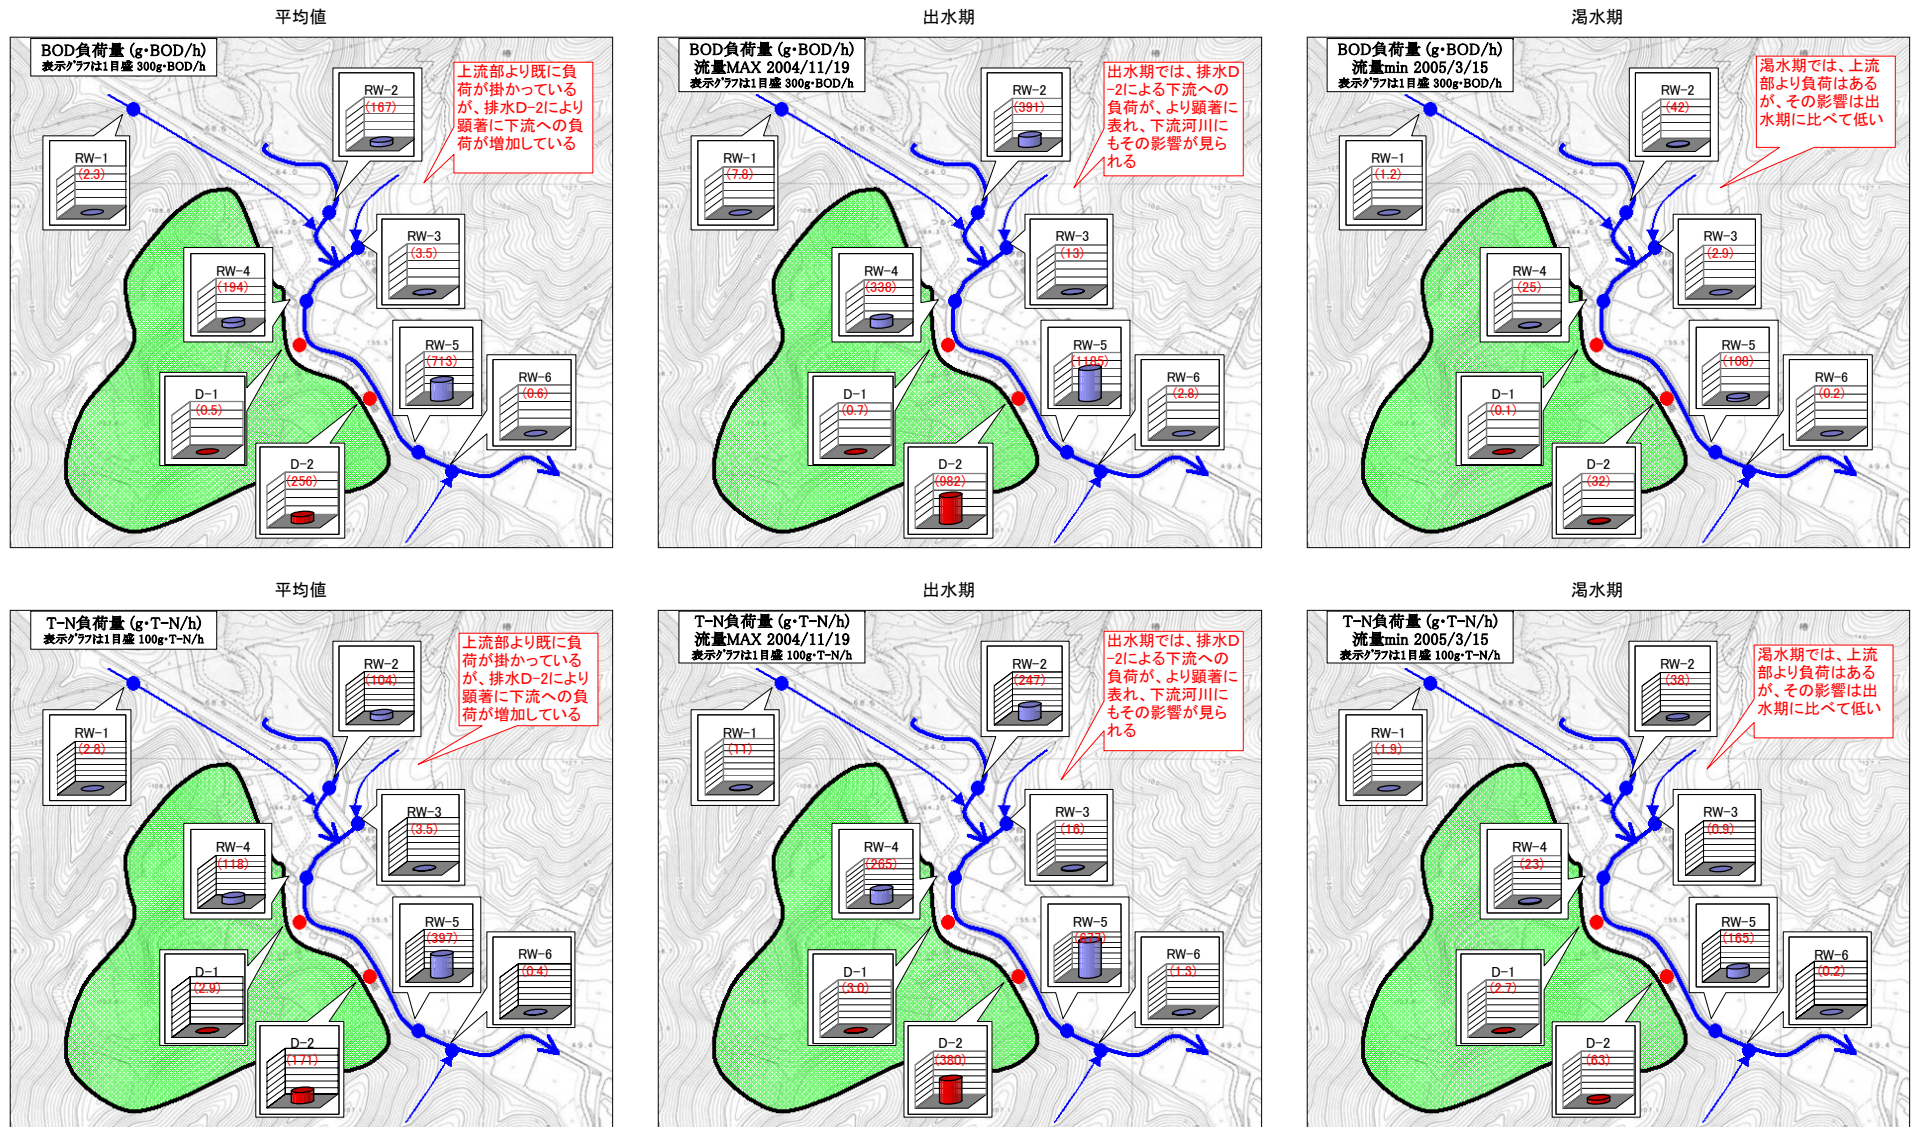 平均値
BOD負荷量 (g・BOD/h)
表示グラフは1目盛 300g・BOD/h
上流部より既に負
荷が掛かっている
が、排水D-2により
顕著に下流への負
荷が増加している
RW-1
(2.3)
RW-2
(167)
RW-3
(3.5)
RW-4
(194)
RW-5
(713)
RW-6
(0.6)
D-1
(0.5)
D-2
(256)
出水期
BOD負荷量 (g・BOD/h)
流量MAX 2004/11/19
表示グラフは1目盛 300g・BOD/h
出水期では、排水D
-2による下流への
負荷が、より顕著に
表れ、下流河川に
もその影響が見ら
れる
RW-1
(7.8)
RW-2
(391)
RW-3
(13)
RW-4
(338)
RW-5
(1185)
RW-6
(2.8)
D-1
(0.7)
D-2
(982)
渇水期
BOD負荷量 (g・BOD/h)
流量min 2005/3/15
表示グラフは1目盛 300g・BOD/h
渇水期では、上流
部より負荷はある
が、その影響は出
水期に比べて低い
RW-1
(1.2)
RW-2
(42)
RW-3
(2.9)
RW-4
(25)
RW-5
(108)
RW-6
(0.2)
D-1
(0.1)
D-2
(32)
平均値
T-N負荷量 (g・T-N/h)
表示グラフは1目盛 100g・T-N/h
上流部より既に負
荷が掛かっている
が、排水D-2により
顕著に下流への負
荷が増加している
RW-1
(2.8)
RW-2
(104)
RW-3
(3.5)
RW-4
(118)
RW-5
(397)
RW-6
(0.4)
D-1
(2.9)
D-2
(171)
出水期
T-N負荷量 (g・T-N/h)
流量MAX 2004/11/19
表示グラフは1目盛 100g・T-N/h
出水期では、排水D
-2による下流への
負荷が、より顕著に
表れ、下流河川に
もその影響が見ら
れる
RW-1
(11)
RW-2
(247)
RW-3
(16)
RW-4
(265)
RW-5
RW-6
(1.3)
D-1
(3.0)
D-2
(380)
渇水期
T-N負荷量 (g・T-N/h)
流量min 2005/3/15
表示グラフは1目盛 100g・T-N/h
渇水期では、上流
部より負荷はある
が、その影響は出
水期に比べて低い
RW-1
(1.9)
RW-2
(38)
RW-3
(0.9)
RW-4
(23)
RW-5
(165)
RW-6
(0.2)
D-1
(2.7)
D-2
(63)